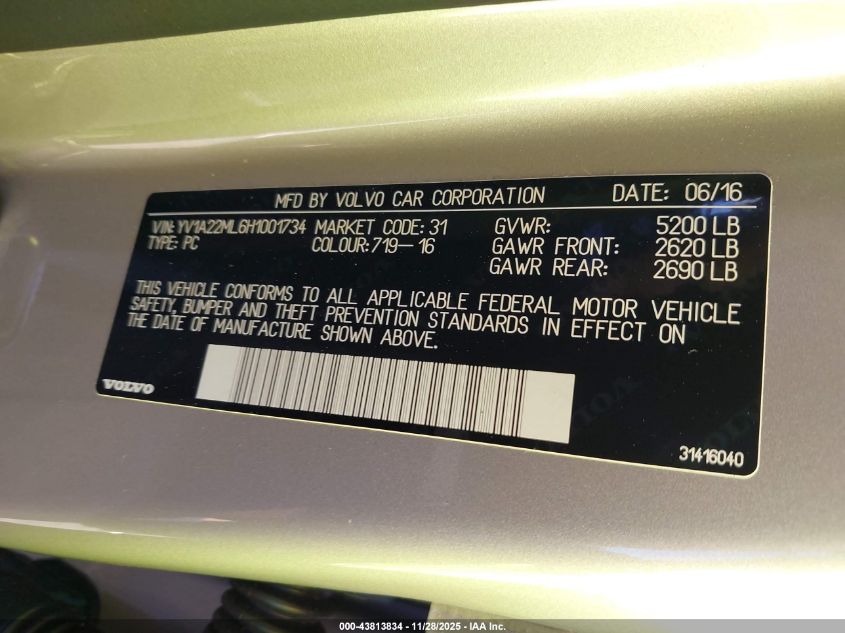 MFD BY VOLVO CAR CORPORATION DATE: 06/16
VIN: YV1A22ML6H1001734 MARKET CODE: 31 GVWR: 5200 LB
TYPE: PC COLOUR: 719- 16 GAWR FRONT: 2620 LB
GAWR REAR: 2690 LB
THIS VEHICLE CONFORMS TO ALL APPLICABLE FEDERAL MOTOR VEHICLE
SAFETY, BUMPER AND THEFT PREVENTION STANDARDS IN EFFECT ON
THE DATE OF MANUFACTURE SHOWN ABOVE.
VOLVO
31416040
000-43813834 - 11/28/2025 - IAA Inc.